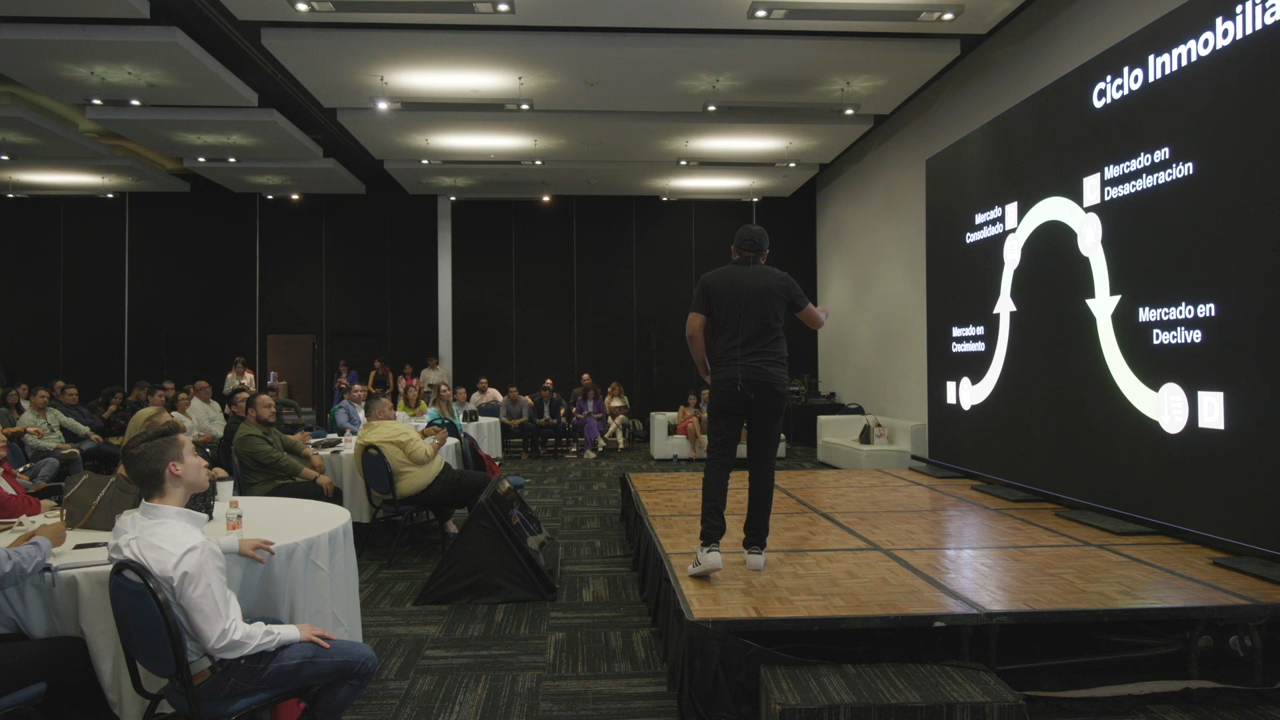 Ciclo Inmobilia
Mercado en
Desaceleración
Mercado
Consolidado
Mercado en
Crecimiento
Mercado en
Declive
D